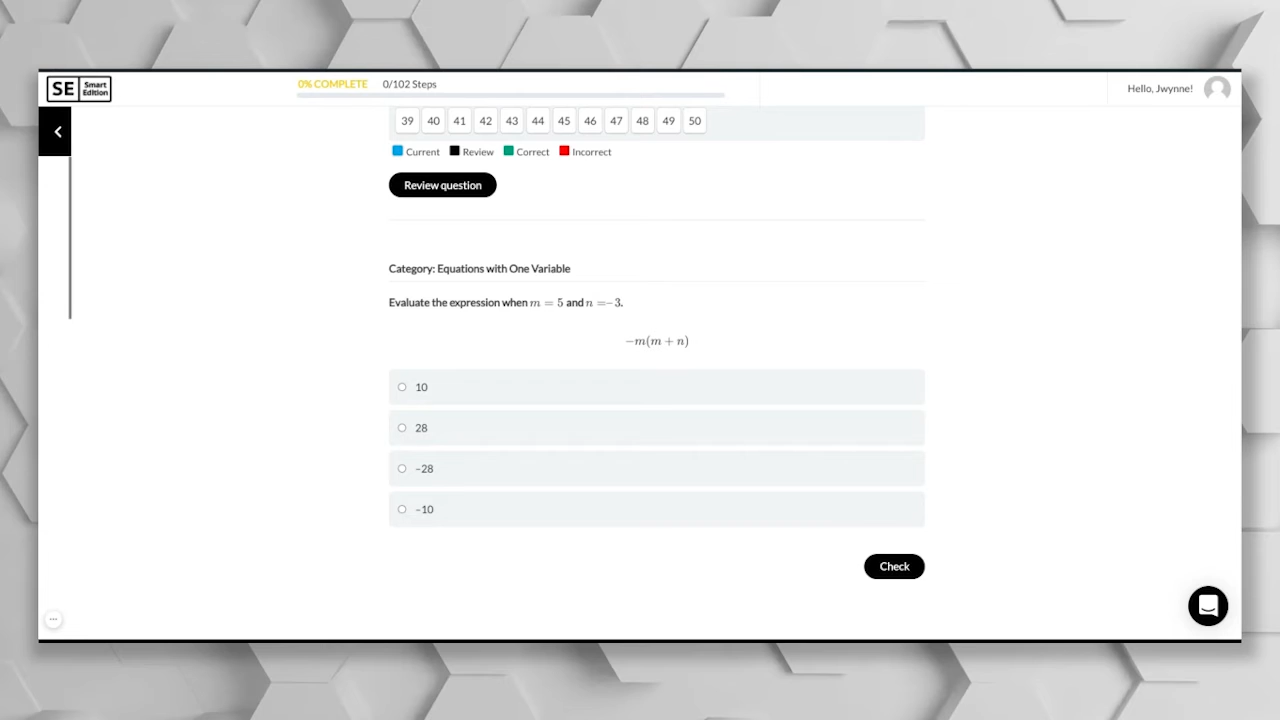 SE Smart Edition
0% COMPLETE 0/102 Steps
Hello, Jwynne!
39 40 41 42 43 44 45 46 47 48 49 50
Current Review Correct Incorrect
Review question
Category: Equations with One Variable
Evaluate the expression when m = 5 and n =–3.
−m(m + n)
10
28
–28
–10
Check